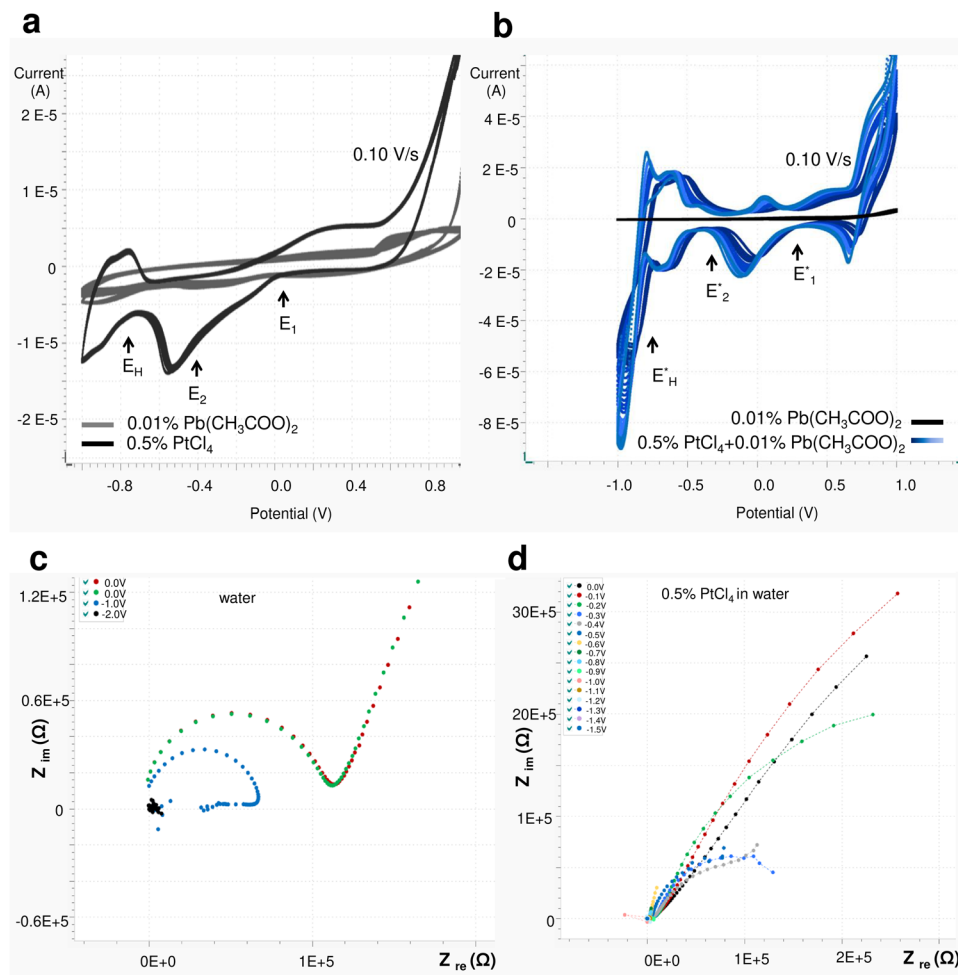 a
Current
(A)
2 E-5
1 E-5
0
-1 E-5
-2 E-5
0.10 V/s
E1
EH
E2
0.01% Pb(CH3COO)2
0.5% PtCl4
-0.8 -0.4 0.0 0.4 0.8
Potential (V)
b
Current
(A)
4 E-5
2 E-5
0
-2 E-5
-4 E-5
-6 E-5
-8 E-5
0.10 V/s
E*2
E*1
E*H
0.01% Pb(CH3COO)2
0.5% PtCl4+0.01% Pb(CH3COO)2
-1.0 -0.5 0.0 0.5 1.0
Potential (V)
c
0.0V
0.0V
-1.0V
-2.0V
water
1.2E+5
0.6E+5
0
-0.6E+5
Zim(Ω)
0E+0 1E+5
Z re(Ω)
d
0.0V
-0.1V
-0.2V
-0.3V
-0.4V
-0.5V
-0.6V
-0.7V
-0.8V
-0.9V
-1.0V
-1.1V
-1.2V
-1.3V
-1.4V
-1.5V
0.5% PtCl4 in water
30E+5
20E+5
1E+5
0
Zim(Ω)
0E+0 1E+5 2E+5
Z re(Ω)